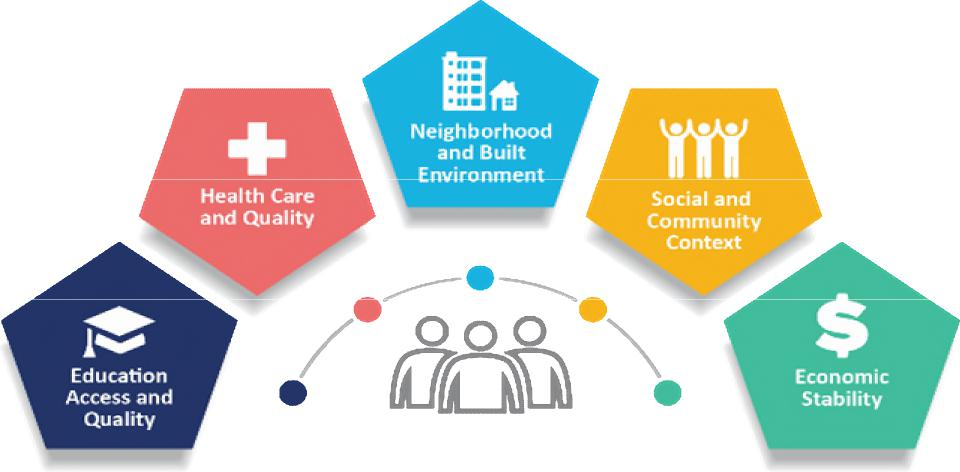 Neighborhood
and Built
Environment
Health Care
and Quality
Social and
Community
Context
Education
Access and
Quality
Economic
Stability